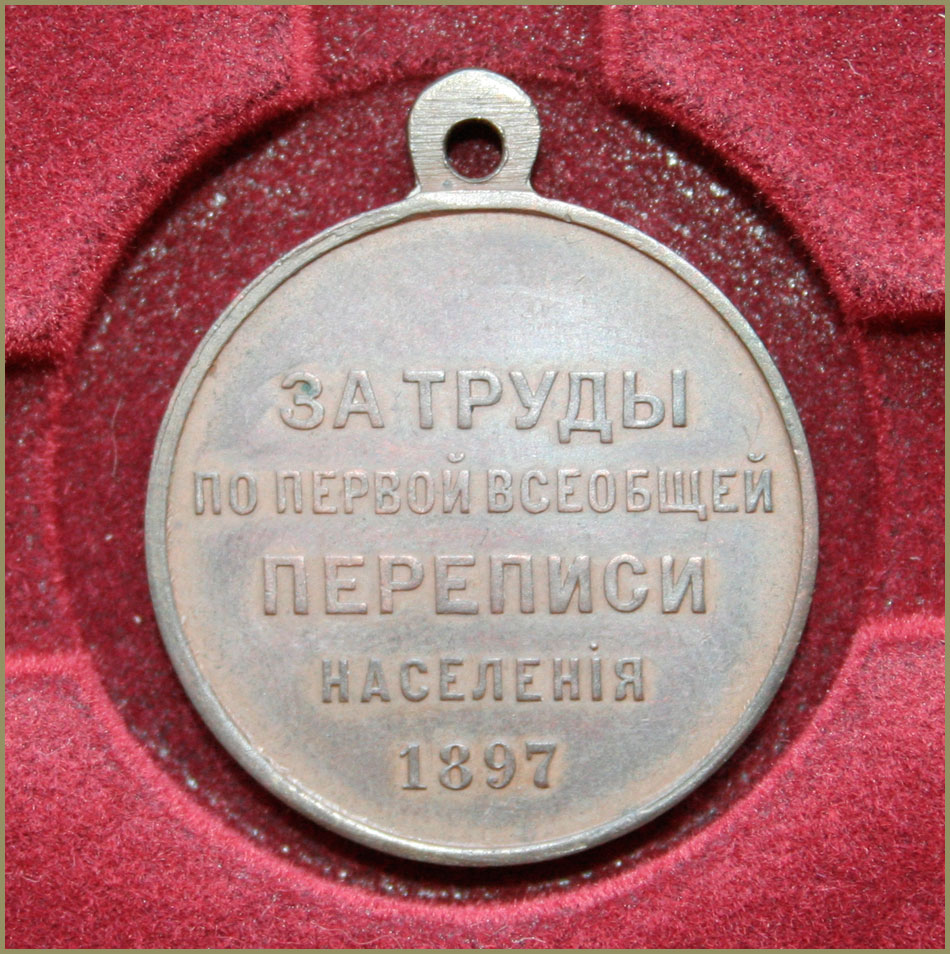 ЗА ТРУДЫ
ПО ПЕРВОЙ ВСЕОБЩЕЙ
ПЕРЕПИСИ
НАСЕЛЕНІЯ
1897